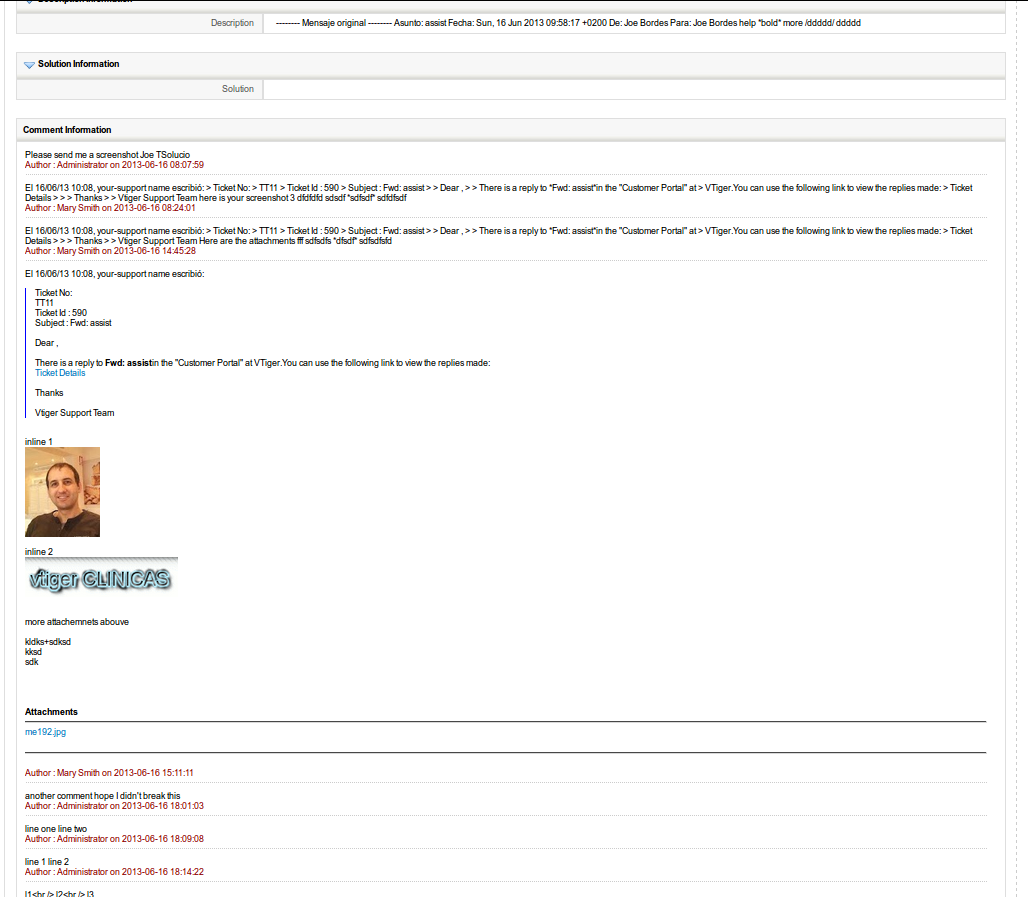 Description Information
Description -------- Mensaje original -------- Asunto: assist Fecha: Sun, 16 Jun 2013 09:58:17 +0200 De: Joe Bordes Para: Joe Bordes help *bold* more /ddddd/ ddddd
Solution Information
Solution
Comment Information
Please send me a screenshot Joe TSolucio
Author : Administrator on 2013-06-16 08:07:59
El 16/06/13 10:08, your-support name escribió: > Ticket No: > TT11 > Ticket Id : 590 > Subject : Fwd: assist > > Dear , > > There is a reply to *Fwd: assist*in the "Customer Portal" at > VTiger.You can use the following link to view the replies made: > Ticket
Details > > > Thanks > > Vtiger Support Team here is your screenshot 3 dfdfdfd sdsdf *sdfsdf* sdfdfsdf
Author : Mary Smith on 2013-06-16 08:24:01
El 16/06/13 10:08, your-support name escribió: > Ticket No: > TT11 > Ticket Id : 590 > Subject : Fwd: assist > > Dear , > > There is a reply to *Fwd: assist*in the "Customer Portal" at > VTiger.You can use the following link to view the replies made: > Ticket
Details > > > Thanks > > Vtiger Support Team Here are the attachments fff sdfsdfs *dfsdf* sdfsdfsfd
Author : Mary Smith on 2013-06-16 14:45:28
El 16/06/13 10:08, your-support name escribió:
Ticket No:
TT11
Ticket Id : 590
Subject : Fwd: assist
Dear ,
There is a reply to Fwd: assistin the "Customer Portal" at VTiger.You can use the following link to view the replies made:
Ticket Details
Thanks
Vtiger Support Team
inline 1
inline 2
vtiger CLINICAS
more attachemnets abouve
kldks+sdksd
kksd
sdk
Attachments
me192.jpg
Author : Mary Smith on 2013-06-16 15:11:11
another comment hope I didn't break this
Author : Administrator on 2013-06-16 18:01:03
line one line two
Author : Administrator on 2013-06-16 18:09:08
line 1 line 2
Author : Administrator on 2013-06-16 18:14:22
l1<br /> l2<br /> l3